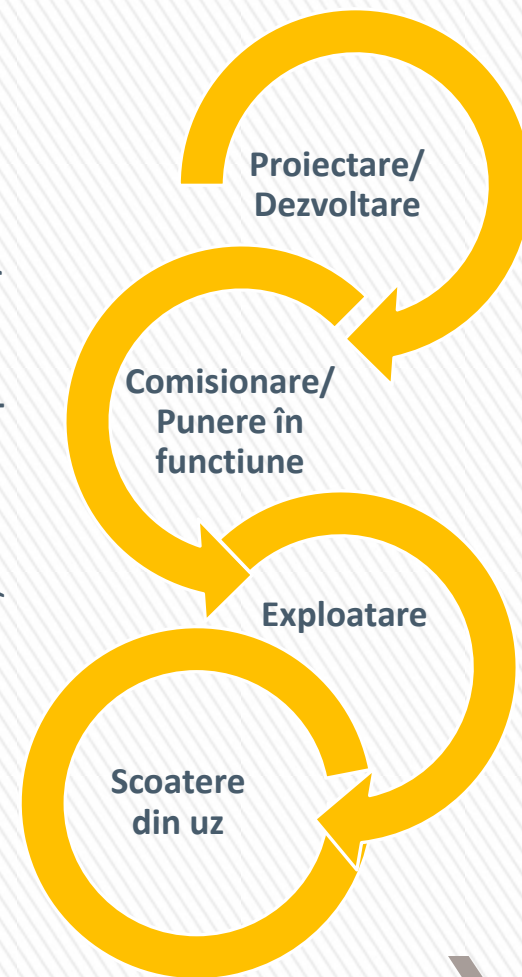 Proiectare/
Dezvoltare
Comisionare/
Punere în
functiune
Exploatare
Scoatere
din uz